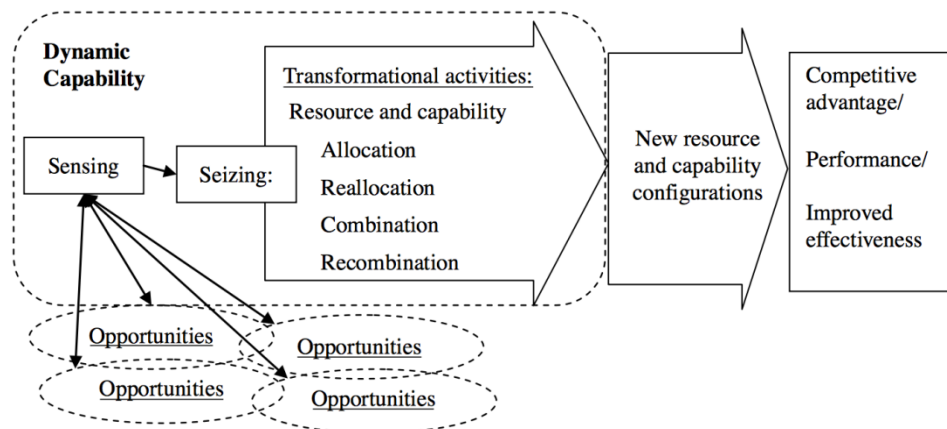 Dynamic
Capability
Sensing
Seizing:
Transformational activities:
Resource and capability
Allocation
Reallocation
Combination
Recombination
New resource
and capability
configurations
Competitive
advantage/
Performance/
Improved
effectiveness
Opportunities
Opportunities
Opportunities
Opportunities